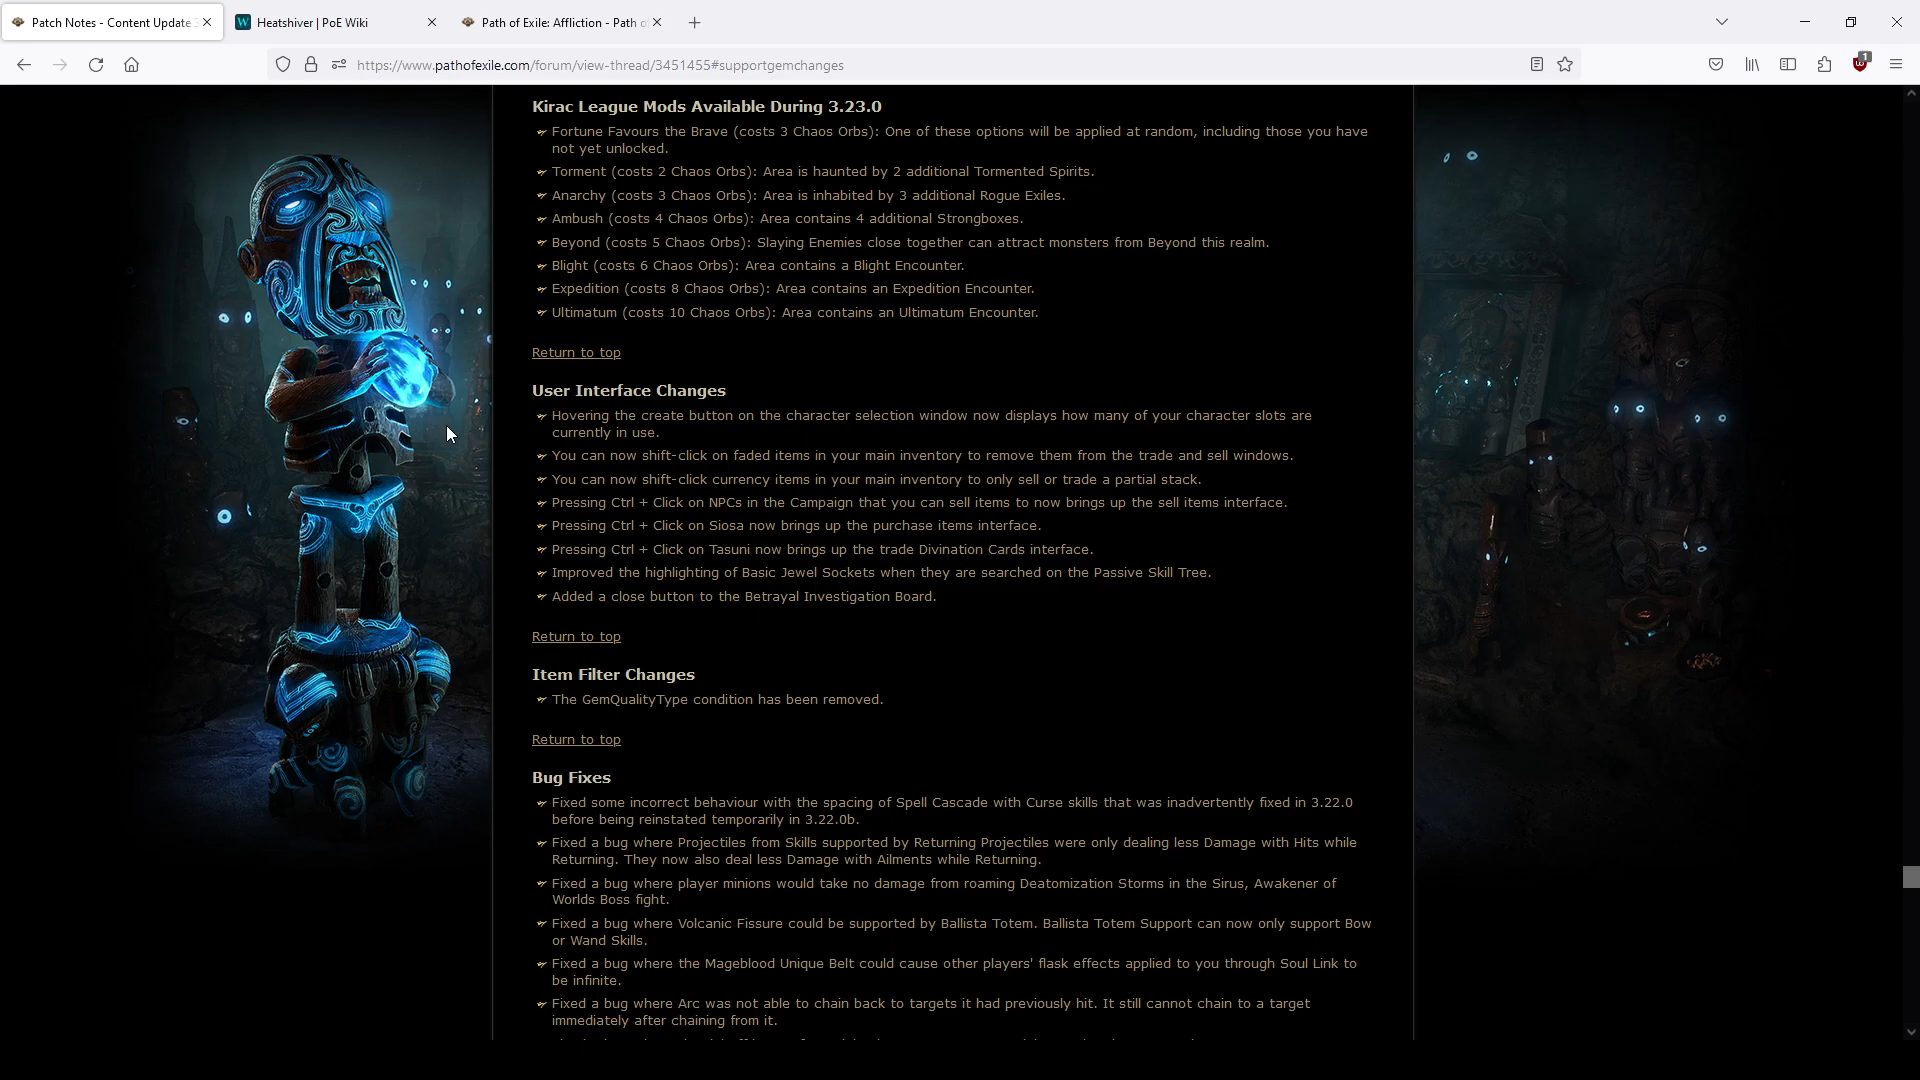 Patch Notes - Content Update
Heatshiver | PoE Wiki
Path of Exile: Affliction - Path
https://www.pathofexile.com/forum/view-thread/3451455#supportgemchanges
1
Kirac League Mods Available During 3.23.0
Fortune Favours the Brave (costs 3 Chaos Orbs): One of these options will be applied at random, including those you have
not yet unlocked.
Torment (costs 2 Chaos Orbs): Area is haunted by 2 additional Tormented Spirits.
Anarchy (costs 3 Chaos Orbs): Area is inhabited by 3 additional Rogue Exiles.
Ambush (costs 4 Chaos Orbs): Area contains 4 additional Strongboxes.
Beyond (costs 5 Chaos Orbs): Slaying Enemies close together can attract monsters from Beyond this realm.
Blight (costs 6 Chaos Orbs): Area contains a Blight Encounter.
Expedition (costs 8 Chaos Orbs): Area contains an Expedition Encounter.
Ultimatum (costs 10 Chaos Orbs): Area contains an Ultimatum Encounter.
Return to top
User Interface Changes
Hovering the create button on the character selection window now displays how many of your character slots are
currently in use.
You can now shift-click on faded items in your main inventory to remove them from the trade and sell windows.
You can now shift-click currency items in your main inventory to only sell or trade a partial stack.
Pressing Ctrl + Click on NPCs in the Campaign that you can sell items to now brings up the sell items interface.
Pressing Ctrl + Click on Siosa now brings up the purchase items interface.
Pressing Ctrl + Click on Tasuni now brings up the trade Divination Cards interface.
Improved the highlighting of Basic Jewel Sockets when they are searched on the Passive Skill Tree.
Added a close button to the Betrayal Investigation Board.
Return to top
Item Filter Changes
The GemQualityType condition has been removed.
Return to top
Bug Fixes
Fixed some incorrect behaviour with the spacing of Spell Cascade with Curse skills that was inadvertently fixed in 3.22.0
before being reinstated temporarily in 3.22.0b.
Fixed a bug where Projectiles from Skills supported by Returning Projectiles were only dealing less Damage with Hits while
Returning. They now also deal less Damage with Ailments while Returning.
Fixed a bug where player minions would take no damage from roaming Deatomization Storms in the Sirus, Awakener of
Worlds Boss fight.
Fixed a bug where Volcanic Fissure could be supported by Ballista Totem. Ballista Totem Support can now only support Bow
or Wand Skills.
Fixed a bug where the Mageblood Unique Belt could cause other players' flask effects applied to you through Soul Link to
be infinite.
Fixed a bug where Arc was not able to chain back to targets it had previously hit. It still cannot chain to a target
immediately after chaining from it.